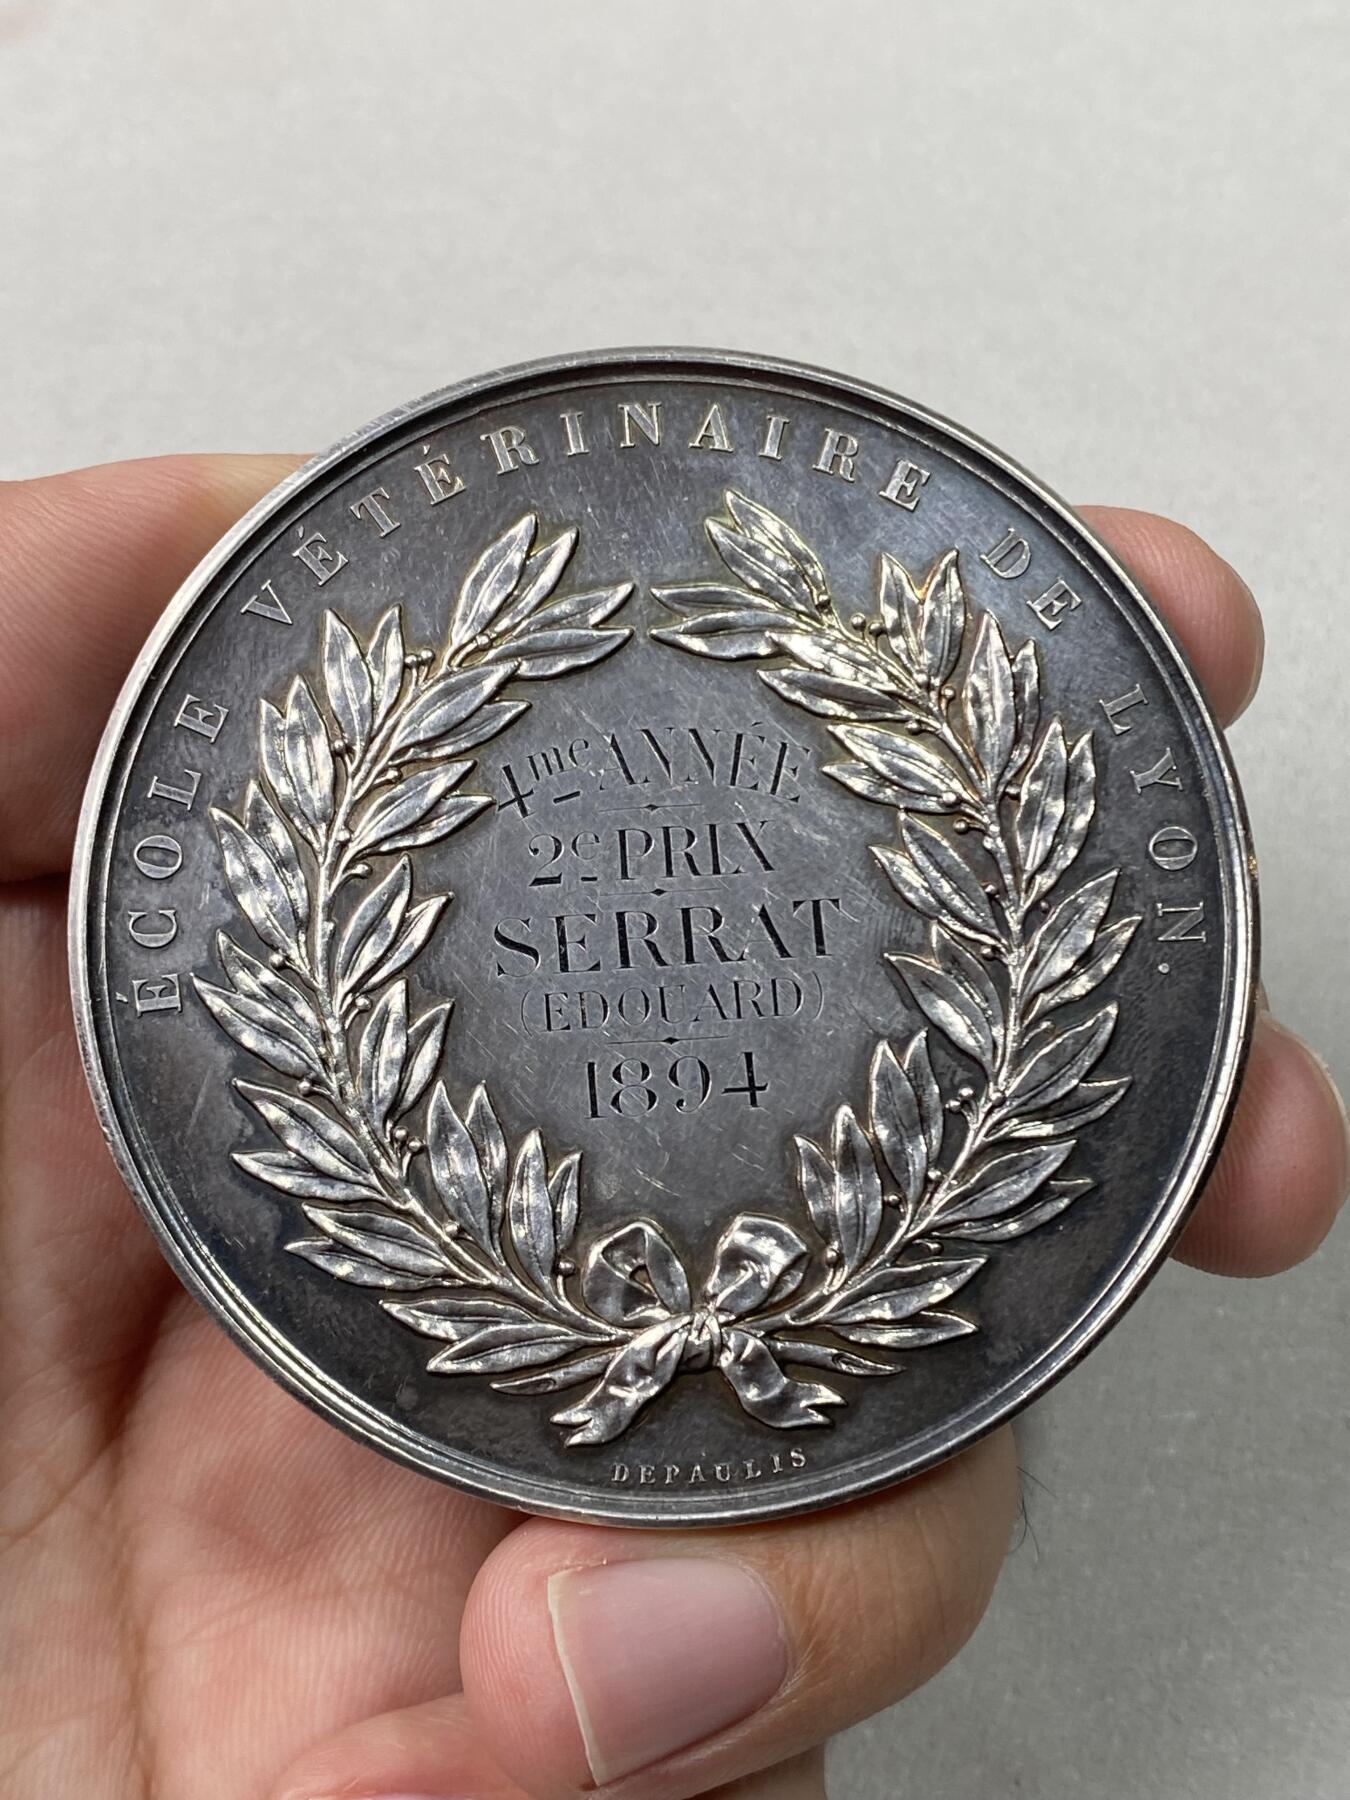 ÉCOLE VÉTÉRINAIRE DE LYON.
4me ANNÉE
2e PRIX
SERRAT
(EDOUARD)
1894
DEPAULIS